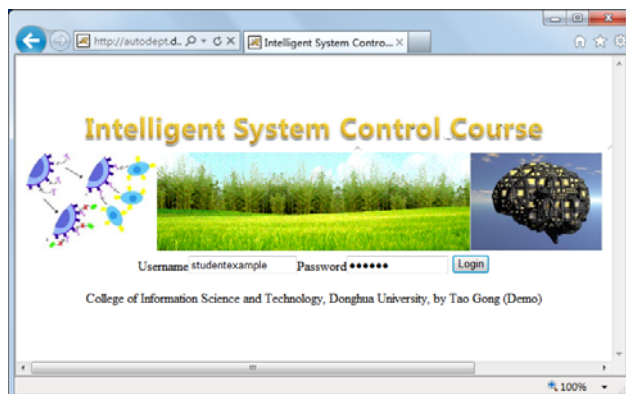 http://autodept.d..
Intelligent System Contro...
Intelligent System Control Course
Username studentexample Password •••••• Login
College of Information Science and Technology, Donghua University, by Tao Gong (Demo)
100%